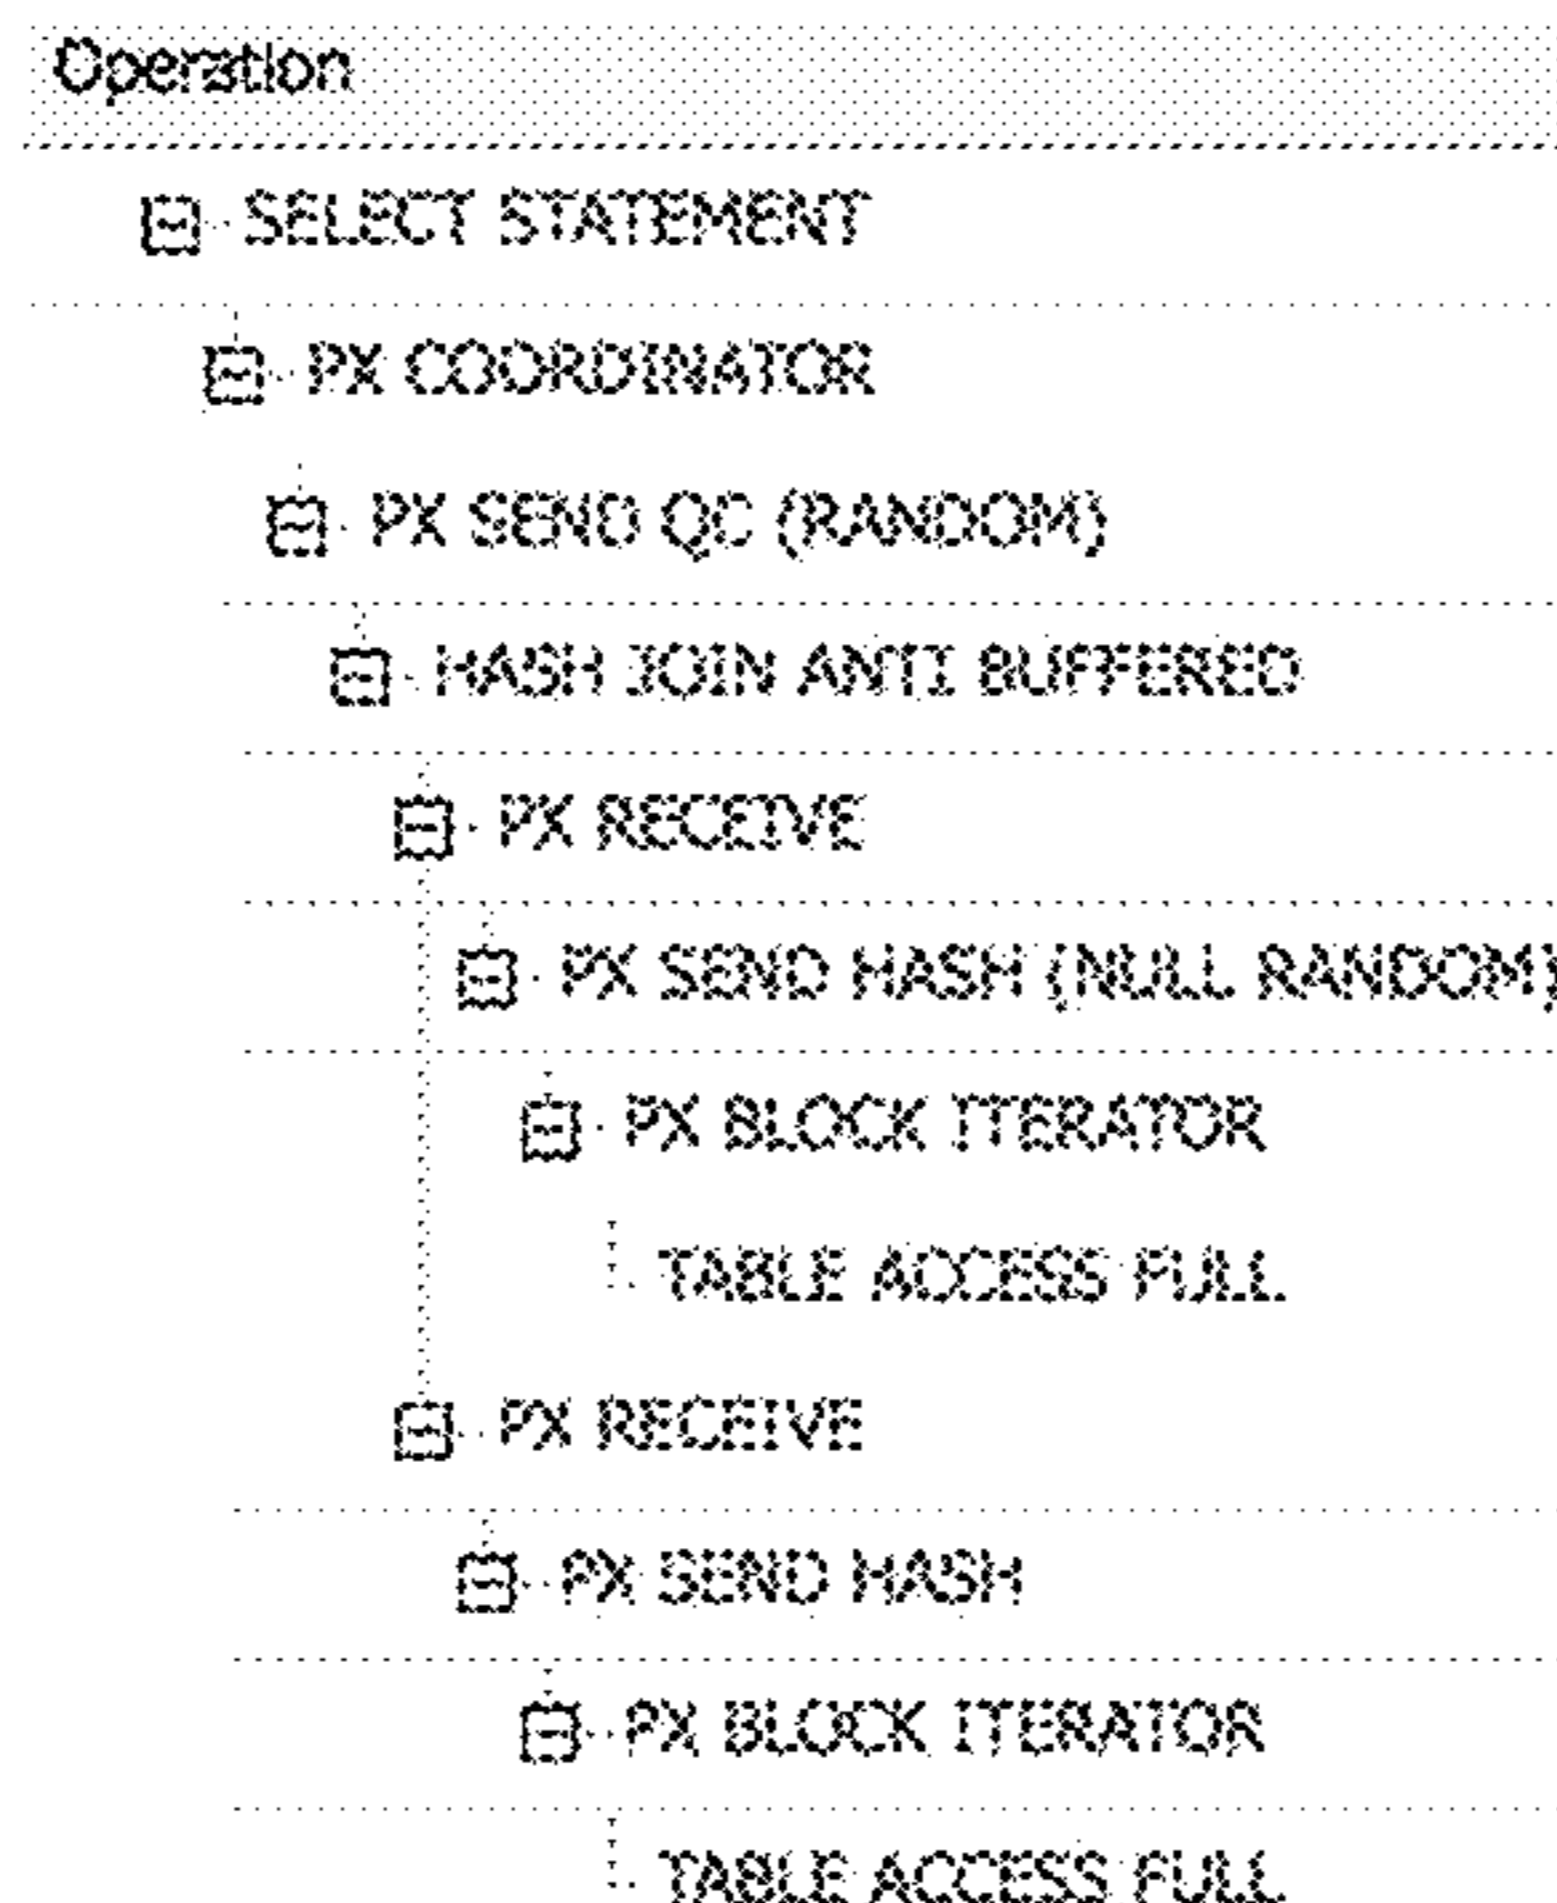 Operation
SELECT STATEMENT
PX COORDINATOR
PX SEND QC (RANDOM)
HASH JOIN ANTI BUFFERED
PX RECEIVE
PX SEND HASH (NULL RANDOM)
PX BLOCK ITERATOR
TABLE ACCESS FULL
PX RECEIVE
PX SEND HASH
PX BLOCK ITERATOR
TABLE ACCESS FULL